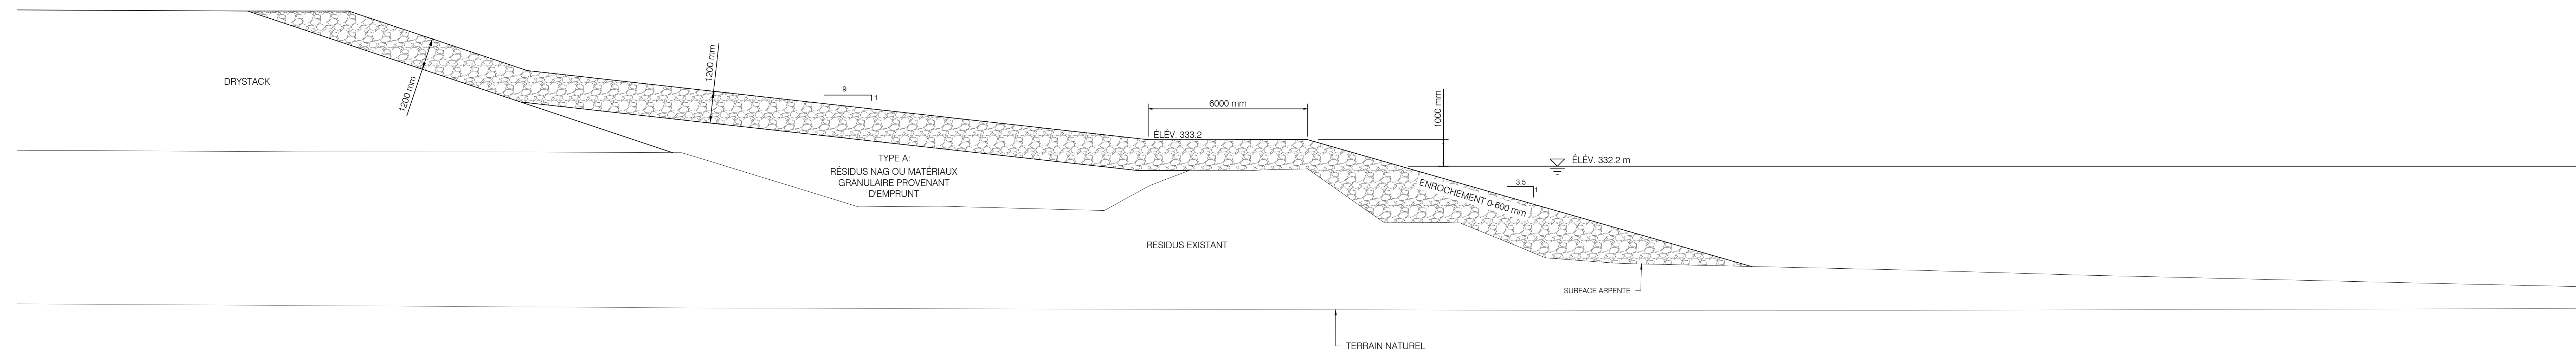 DRYSTACK
1200 mm
1200 mm
9
1
6000 mm
ÉLÉV. 333.2
1000 mm
ÉLÉV. 332.2 m
TYPE A:
RÉSIDUS NAG OU MATÉRIAUX
GRANULAIRE PROVENANT
D'EMPRUNT
3.5
1
ENROCHEMENT 0-600 mm
RESIDUS EXISTANT
SURFACE ARPENTE
TERRAIN NATUREL